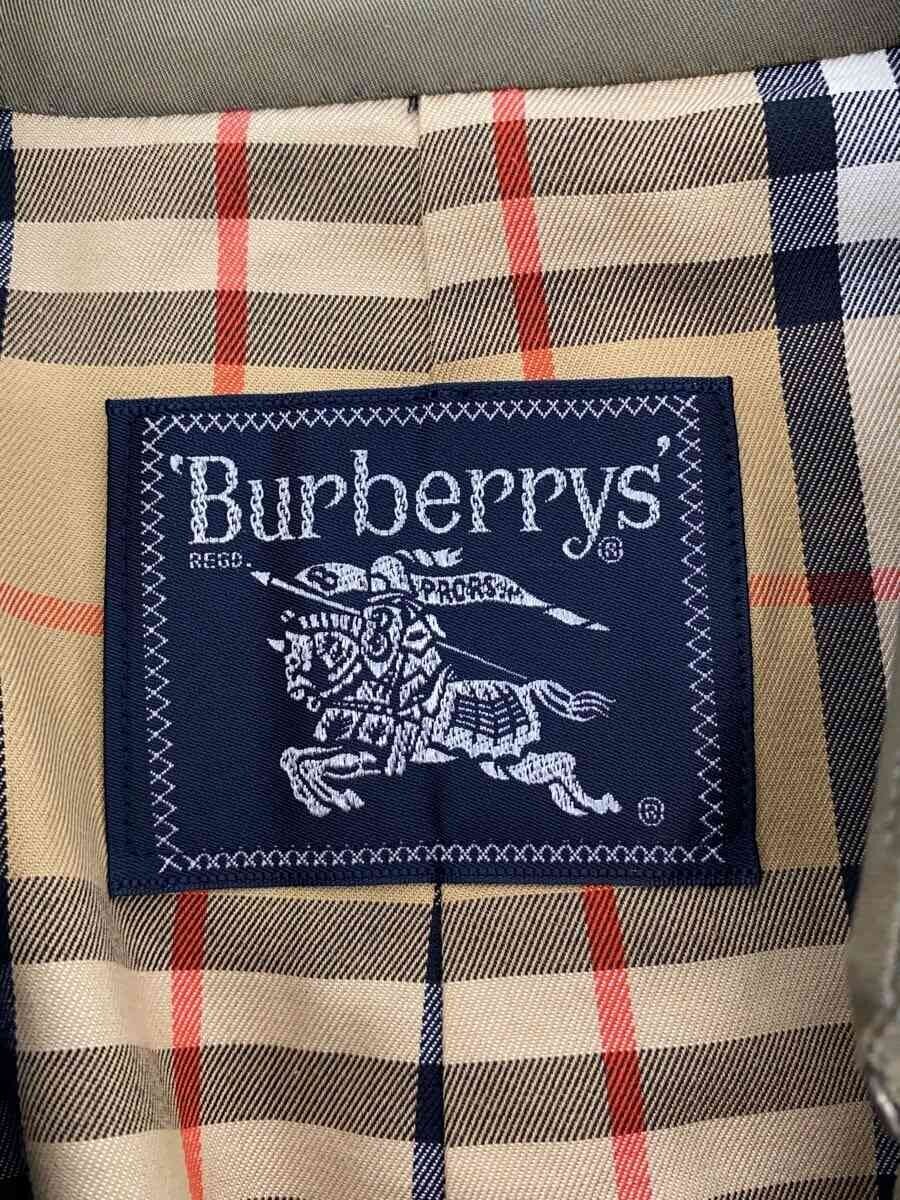 'Burberrys'
REGD.
®
B PRORSUM
®